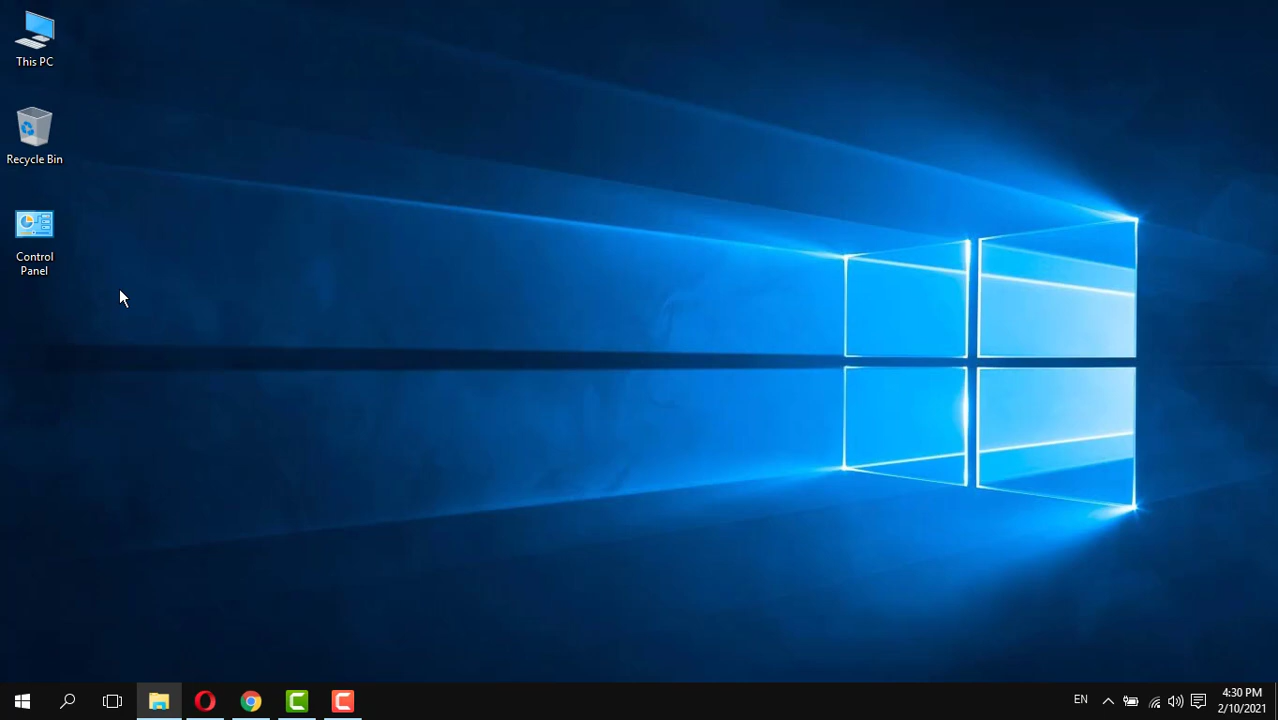 This PC
Recycle Bin
Control
Panel
EN
4:30 PM
2/10/2021